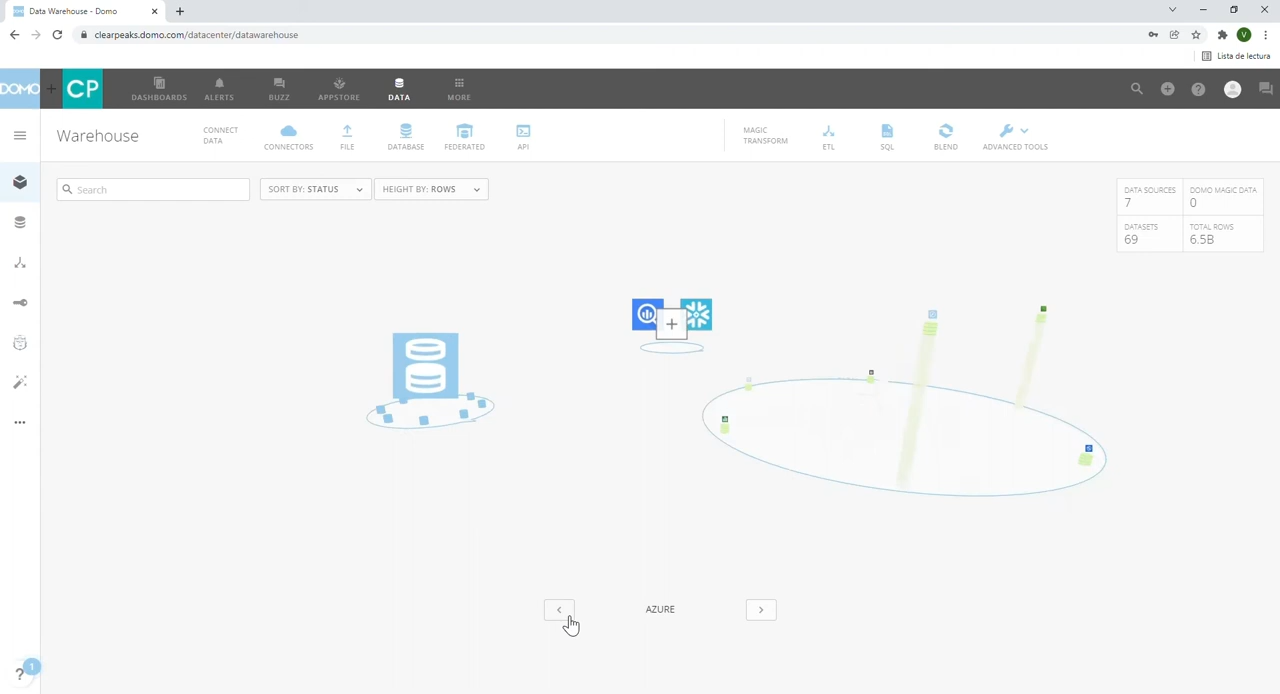 Data Warehouse - Domo
clearpeaks.domo.com/datacenter/datawarehouse
V
Lista de lectura
DOMO
CP
DASHBOARDS
ALERTS
BUZZ
APPSTORE
DATA
MORE
Warehouse
CONNECT DATA
CONNECTORS
FILE
DATABASE
FEDERATED
API
MAGIC TRANSFORM
ETL
SQL
BLEND
ADVANCED TOOLS
Search
SORT BY: STATUS
HEIGHT BY: ROWS
DATA SOURCES
7
DOMO MAGIC DATA
0
DATASETS
69
TOTAL ROWS
6.5B
AZURE
? 1